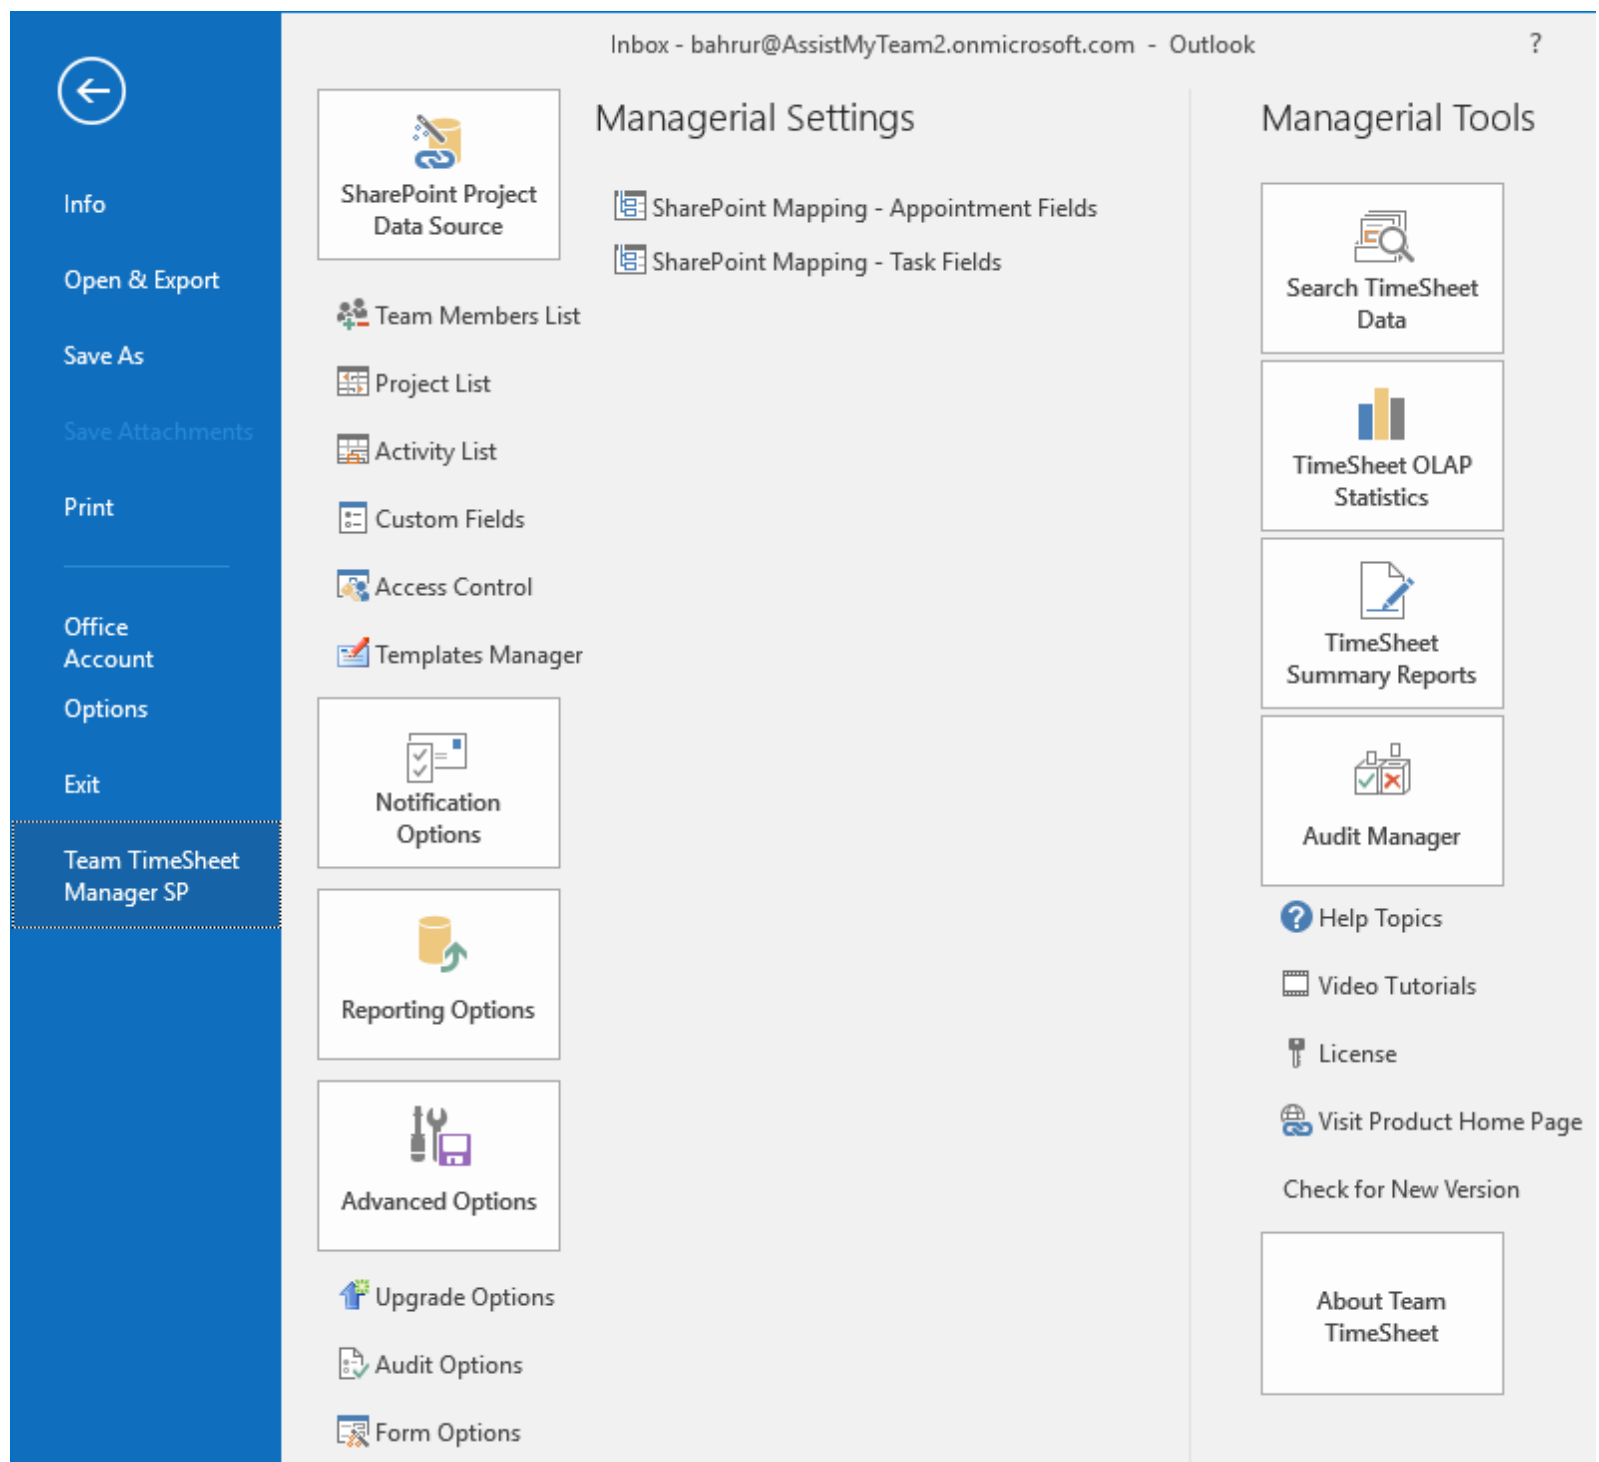 Inbox - bahrur@AssistMyTeam2.onmicrosoft.com - Outlook
?
Info
Open & Export
Save As
Save Attachments
Print
Office
Account
Options
Exit
Team TimeSheet
Manager SP
SharePoint Project
Data Source
Team Members List
Project List
Activity List
Custom Fields
Access Control
Templates Manager
Notification
Options
Reporting Options
Advanced Options
Upgrade Options
Audit Options
Form Options
Managerial Settings
SharePoint Mapping - Appointment Fields
SharePoint Mapping - Task Fields
Managerial Tools
Search TimeSheet
Data
TimeSheet OLAP
Statistics
TimeSheet
Summary Reports
Audit Manager
Help Topics
Video Tutorials
License
Visit Product Home Page
Check for New Version
About Team
TimeSheet